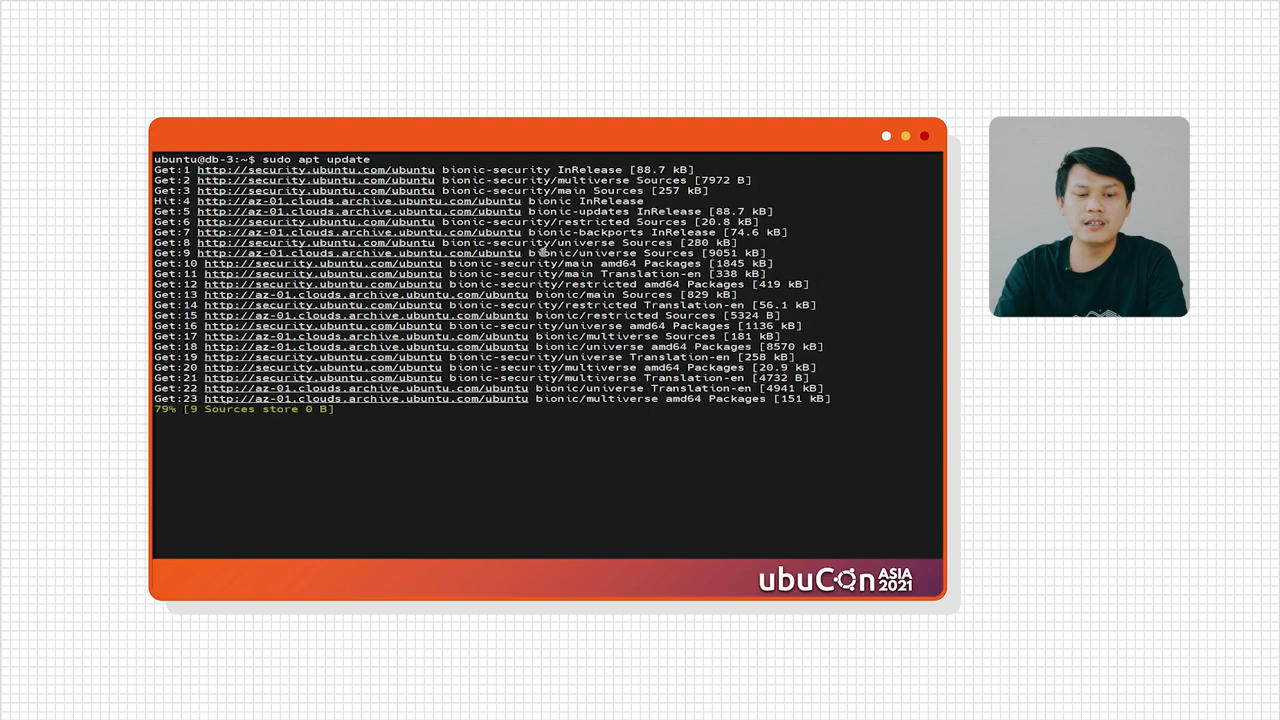 ubuntu@db-3:~$ sudo apt update
Get:1 http://security.ubuntu.com/ubuntu bionic-security InRelease [88.7 kB]
Get:2 http://security.ubuntu.com/ubuntu bionic-security/multiverse Sources [7972 B]
Get:3 http://security.ubuntu.com/ubuntu bionic-security/main Sources [257 kB]
Hit:4 http://az-01.clouds.archive.ubuntu.com/ubuntu bionic InRelease
Get:5 http://az-01.clouds.archive.ubuntu.com/ubuntu bionic-updates InRelease [88.7 kB]
Get:6 http://security.ubuntu.com/ubuntu bionic-security/restricted Sources [20.8 kB]
Get:7 http://az-01.clouds.archive.ubuntu.com/ubuntu bionic-backports InRelease [74.6 kB]
Get:8 http://security.ubuntu.com/ubuntu bionic-security/universe Sources [280 kB]
Get:9 http://az-01.clouds.archive.ubuntu.com/ubuntu bionic/universe Sources [9051 kB]
Get:10 http://security.ubuntu.com/ubuntu bionic-security/main amd64 Packages [1845 kB]
Get:11 http://security.ubuntu.com/ubuntu bionic-security/main Translation-en [338 kB]
Get:12 http://security.ubuntu.com/ubuntu bionic-security/restricted amd64 Packages [419 kB]
Get:13 http://az-01.clouds.archive.ubuntu.com/ubuntu bionic/main Sources [829 kB]
Get:14 http://security.ubuntu.com/ubuntu bionic-security/restricted Translation-en [56.1 kB]
Get:15 http://az-01.clouds.archive.ubuntu.com/ubuntu bionic/restricted Sources [5324 B]
Get:16 http://security.ubuntu.com/ubuntu bionic-security/universe amd64 Packages [1136 kB]
Get:17 http://az-01.clouds.archive.ubuntu.com/ubuntu bionic/multiverse Sources [181 kB]
Get:18 http://az-01.clouds.archive.ubuntu.com/ubuntu bionic/universe amd64 Packages [8570 kB]
Get:19 http://security.ubuntu.com/ubuntu bionic-security/universe Translation-en [258 kB]
Get:20 http://security.ubuntu.com/ubuntu bionic-security/multiverse amd64 Packages [20.9 kB]
Get:21 http://security.ubuntu.com/ubuntu bionic-security/multiverse Translation-en [4732 B]
Get:22 http://az-01.clouds.archive.ubuntu.com/ubuntu bionic/universe Translation-en [4941 kB]
Get:23 http://az-01.clouds.archive.ubuntu.com/ubuntu bionic/multiverse amd64 Packages [151 kB]
79% [9 Sources store 0 B]
ubuCon ASIA 2021